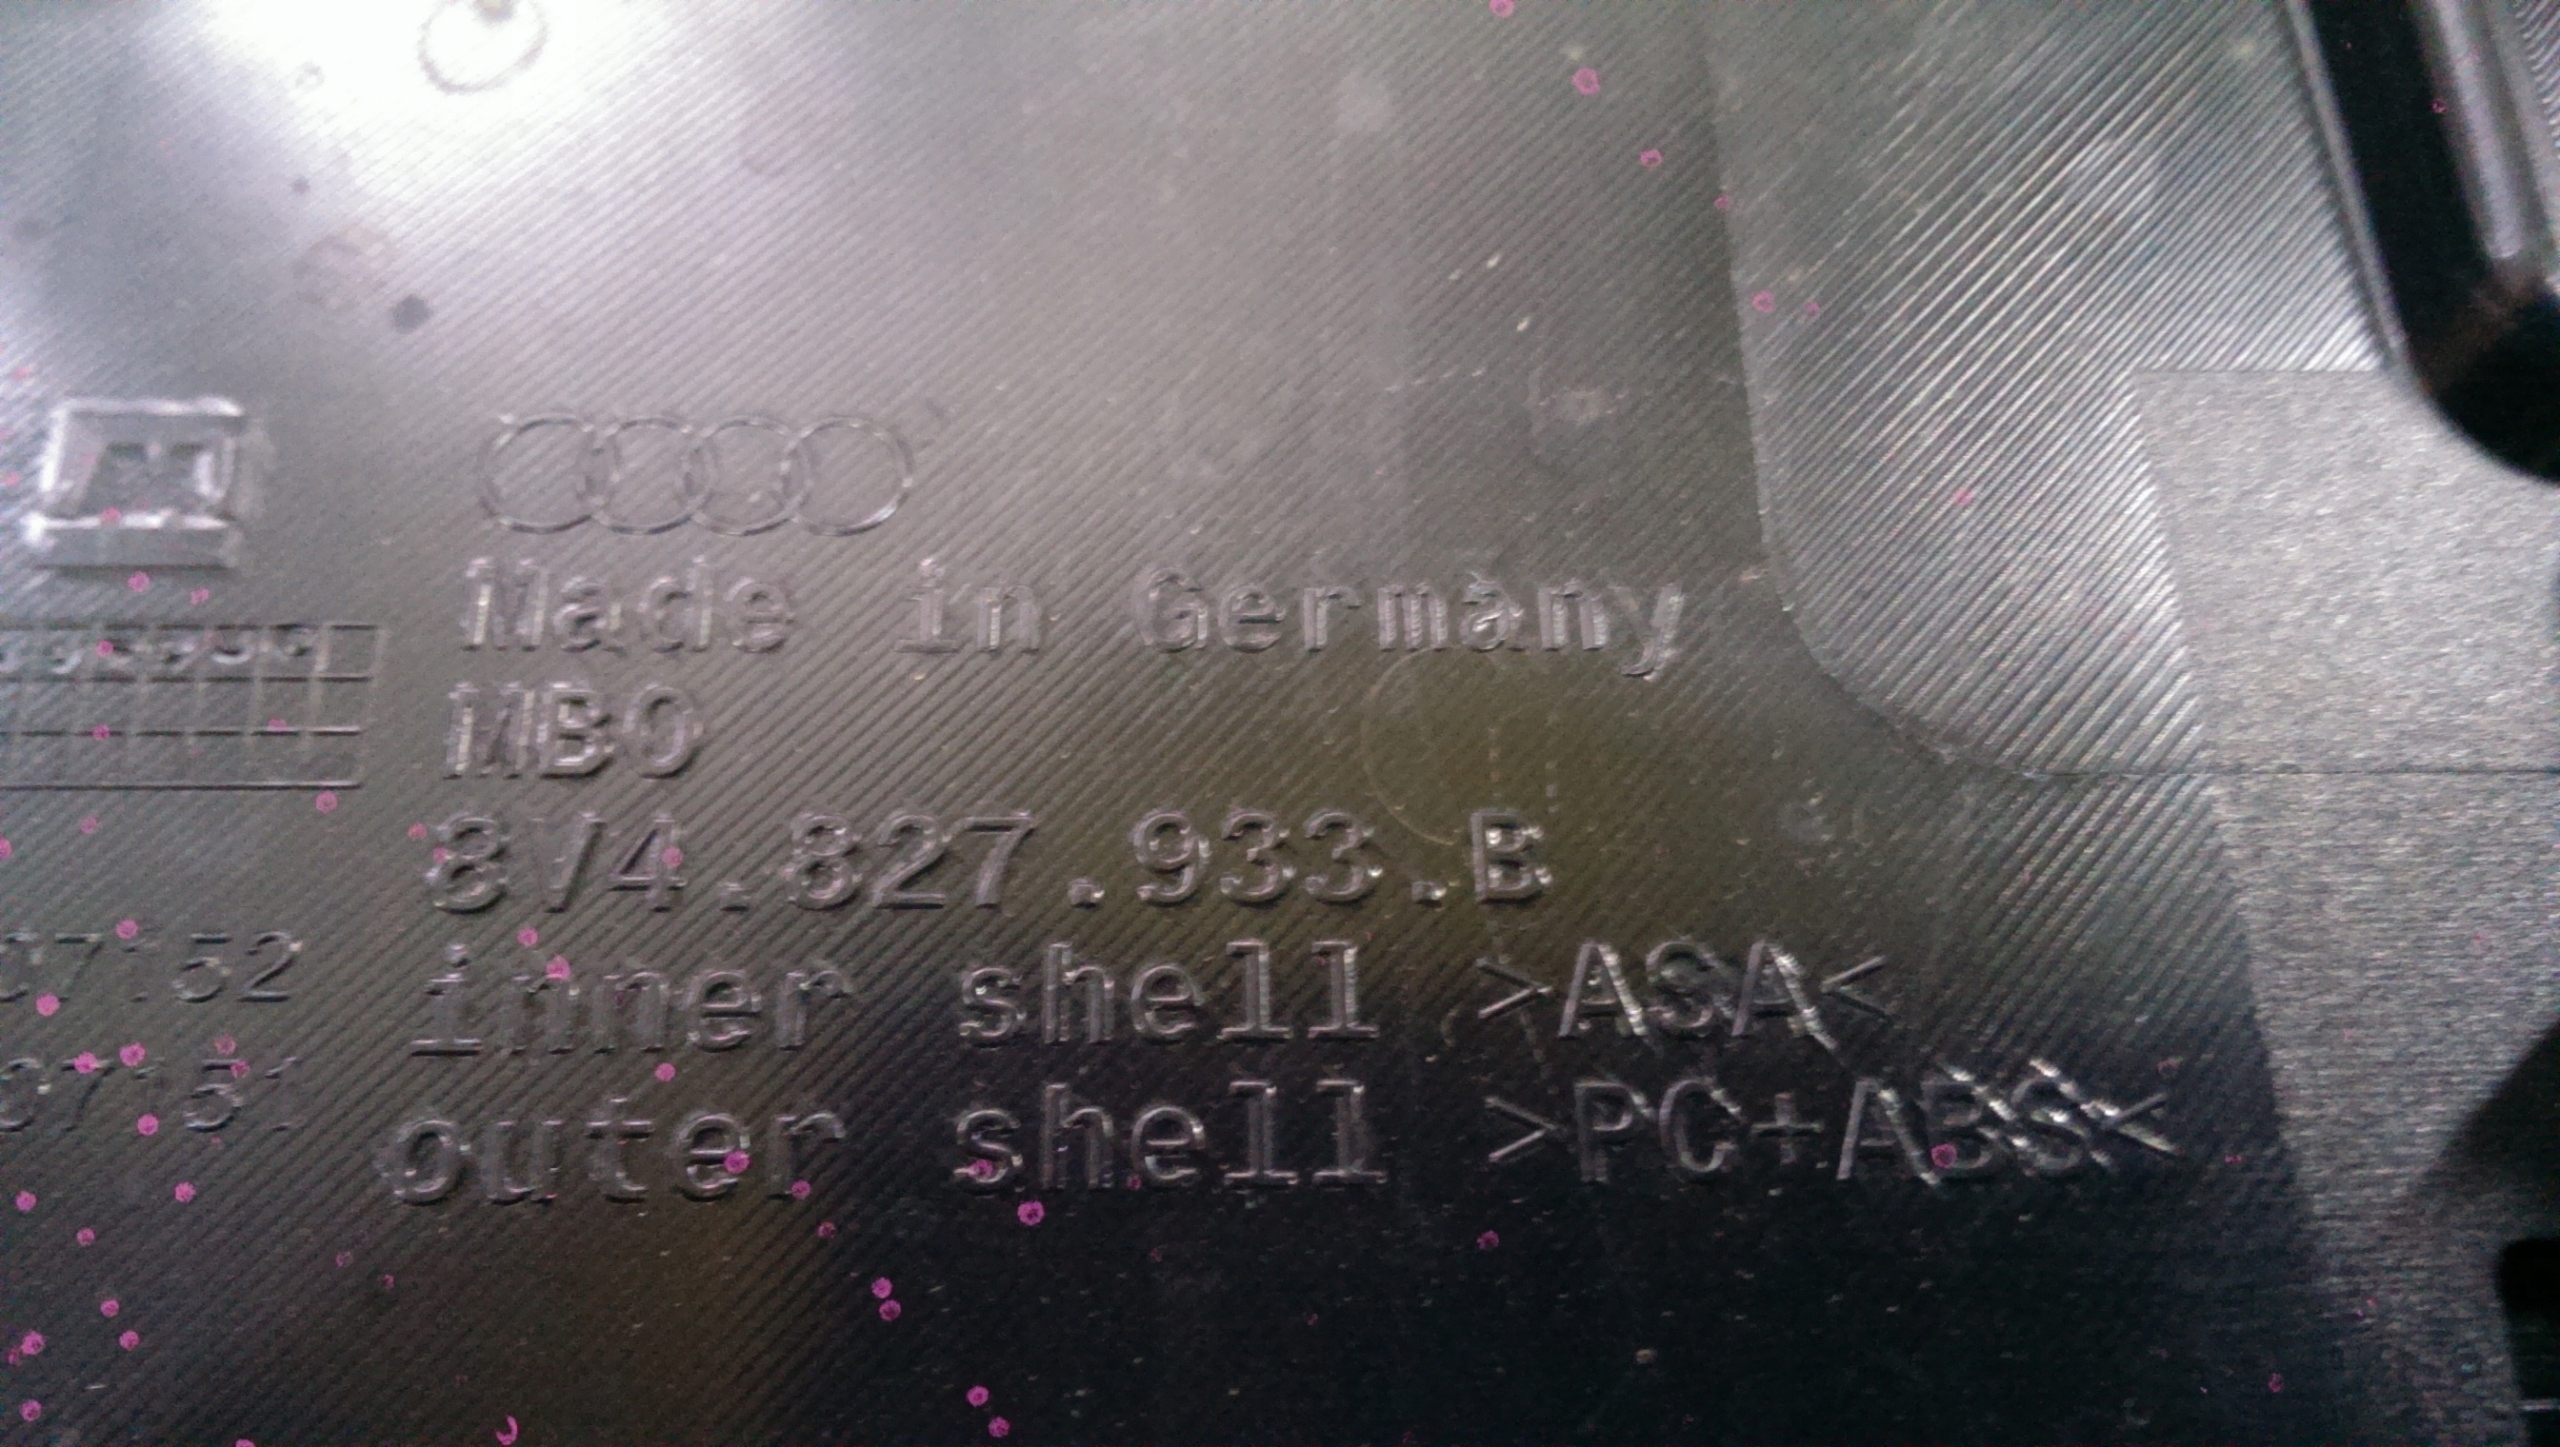 Made in Germany
MBO
8V4.827.933.B
inner shell >ASA<
outer shell >PC+ABS<